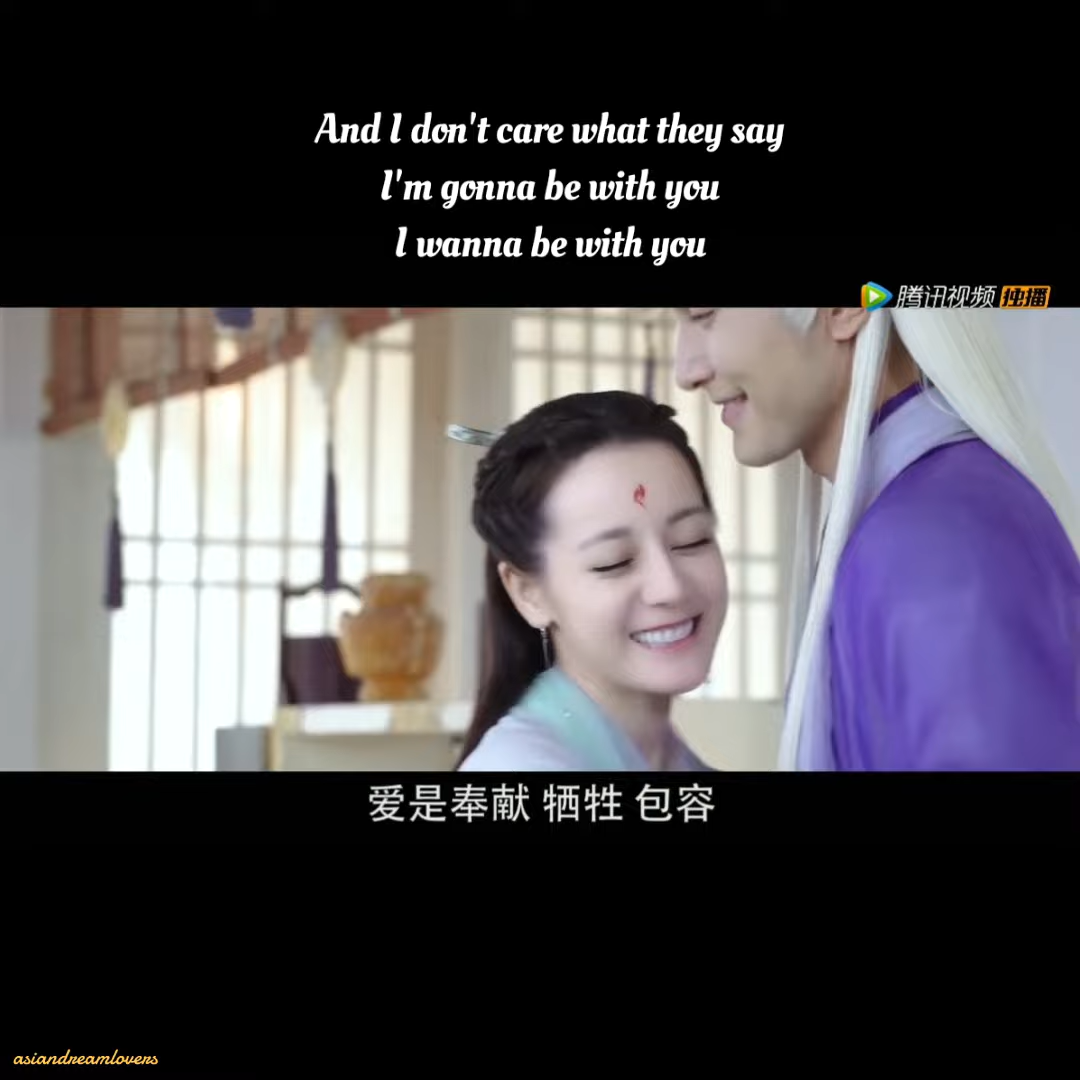 And I don't care what they say
I'm gonna be with you
I wanna be with you
腾讯视频 独播
爱是奉献 牺牲 包容
asiandreamlovers